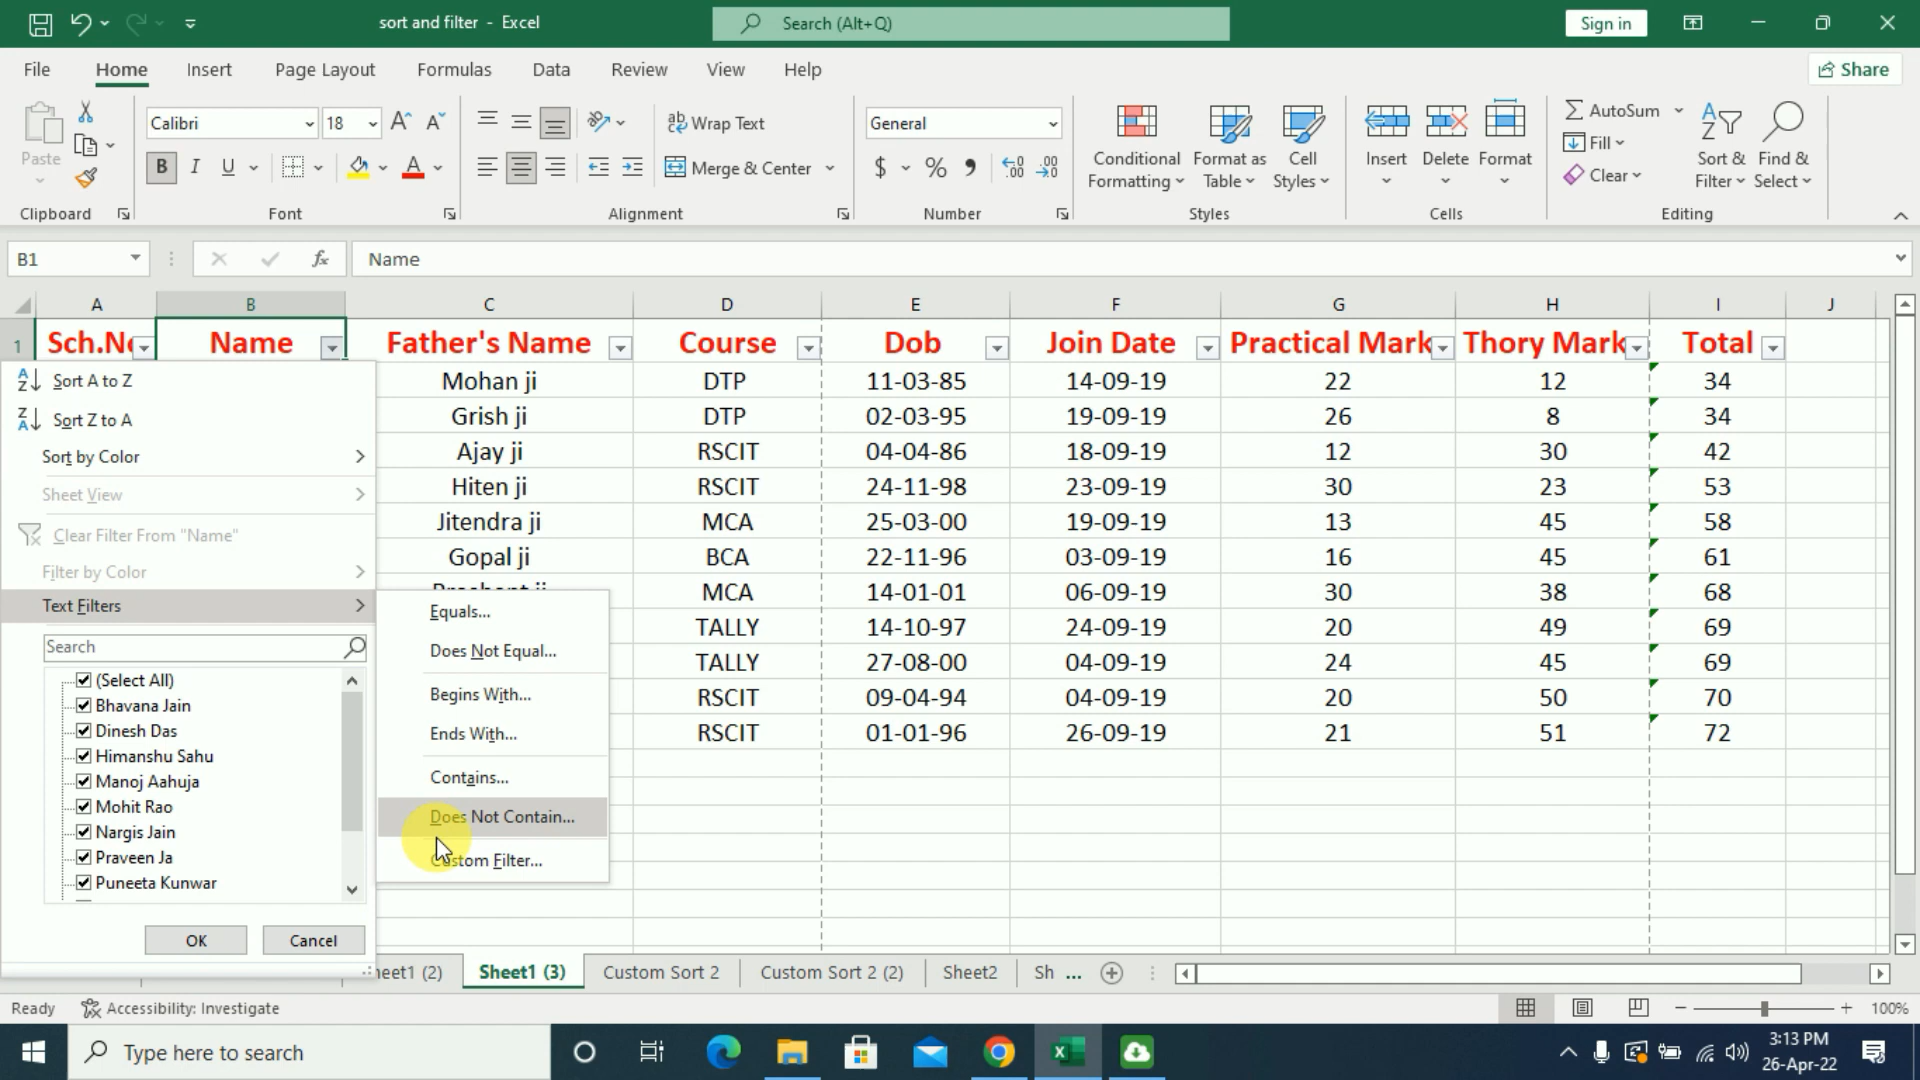 sort and filter - Excel
Search (Alt+Q)
Sign in
File Home Insert Page Layout Formulas Data Review View Help
Share
Paste
Calibri 18
B I U
Wrap Text
Merge & Center
General
$ %
Conditional Formatting
Format as Table
Cell Styles
Insert Delete Format
AutoSum
Fill
Clear
Sort & Filter
Find & Select
Clipboard Font Alignment Number Styles Cells Editing
B1 fx Name
A B C D E F G H I J
1 Sch.No Name Father's Name Course Dob Join Date Practical Mark Thory Mark Total
Mohan ji DTP 11-03-85 14-09-19 22 12 34
Grish ji DTP 02-03-95 19-09-19 26 8 34
Ajay ji RSCIT 04-04-86 18-09-19 12 30 42
Hiten ji RSCIT 24-11-98 23-09-19 30 23 53
Jitendra ji MCA 25-03-00 19-09-19 13 45 58
Gopal ji BCA 22-11-96 03-09-19 16 45 61
MCA 14-01-01 06-09-19 30 38 68
TALLY 14-10-97 24-09-19 20 49 69
TALLY 27-08-00 04-09-19 24 45 69
RSCIT 09-04-94 04-09-19 20 50 70
RSCIT 01-01-96 26-09-19 21 51 72
Sort A to Z
Sort Z to A
Sort by Color
Sheet View
Clear Filter From "Name"
Filter by Color
Text Filters
Search
(Select All)
Bhavana Jain
Dinesh Das
Himanshu Sahu
Manoj Aahuja
Mohit Rao
Nargis Jain
Praveen Ja
Puneeta Kunwar
OK Cancel
Equals...
Does Not Equal...
Begins With...
Ends With...
Contains...
Does Not Contain...
Custom Filter...
heet1 (2) Sheet1 (3) Custom Sort 2 Custom Sort 2 (2) Sheet2 Sh ...
Ready Accessibility: Investigate
100%
Type here to search
3:13 PM
26-Apr-22